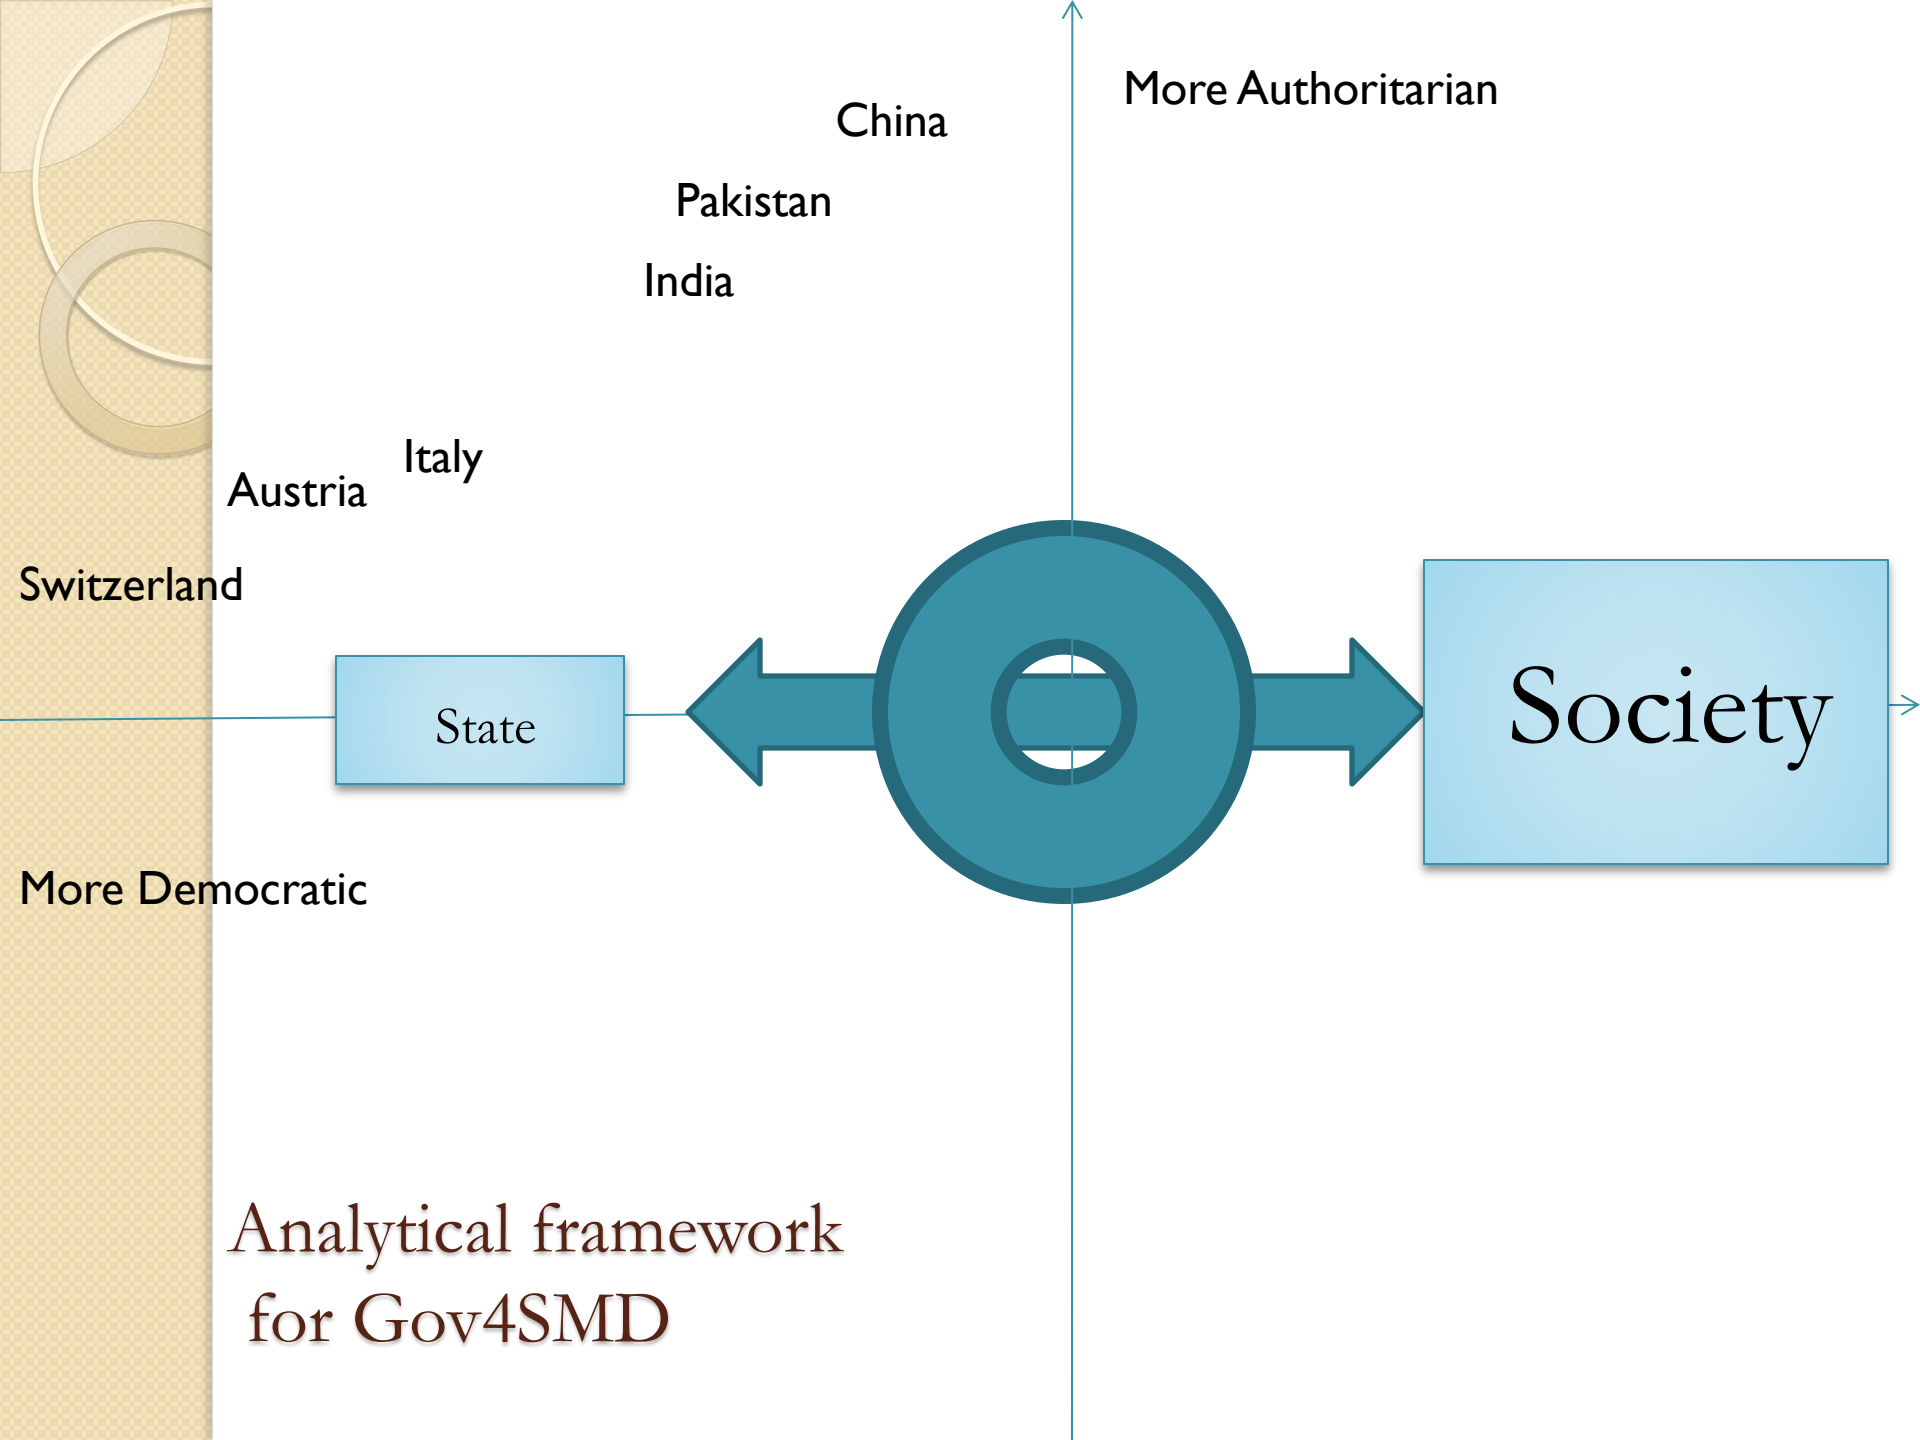 More Authoritarian
China
Pakistan
India
Italy
Austria
Switzerland
State
Society
More Democratic
Analytical framework
for Gov4SMD